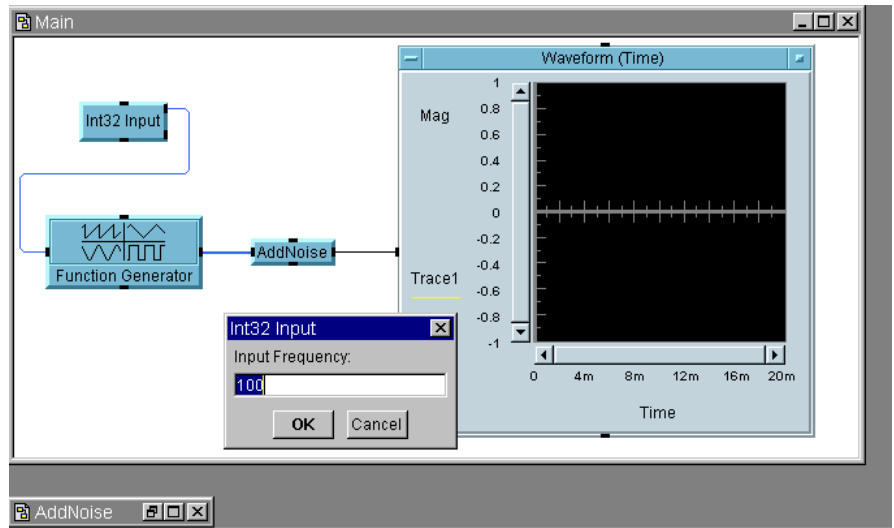 Main
Waveform (Time)
Int32 Input
Mag
1
0.8
0.6
0.4
0.2
0
-0.2
-0.4
-0.6
-0.8
-1
Function Generator
AddNoise
Trace1
0 4m 8m 12m 16m 20m
Time
Int32 Input
Input Frequency:
100
OK Cancel
AddNoise